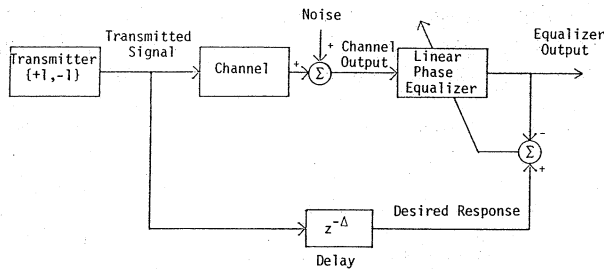 Noise
Transmitted
Signal
Equalizer
Output
Transmitter
{+1,-1}
Channel
+
Σ
+
Channel
Output
Linear
Phase
Equalizer
-
Σ
+
z^-Δ
Desired Response
Delay